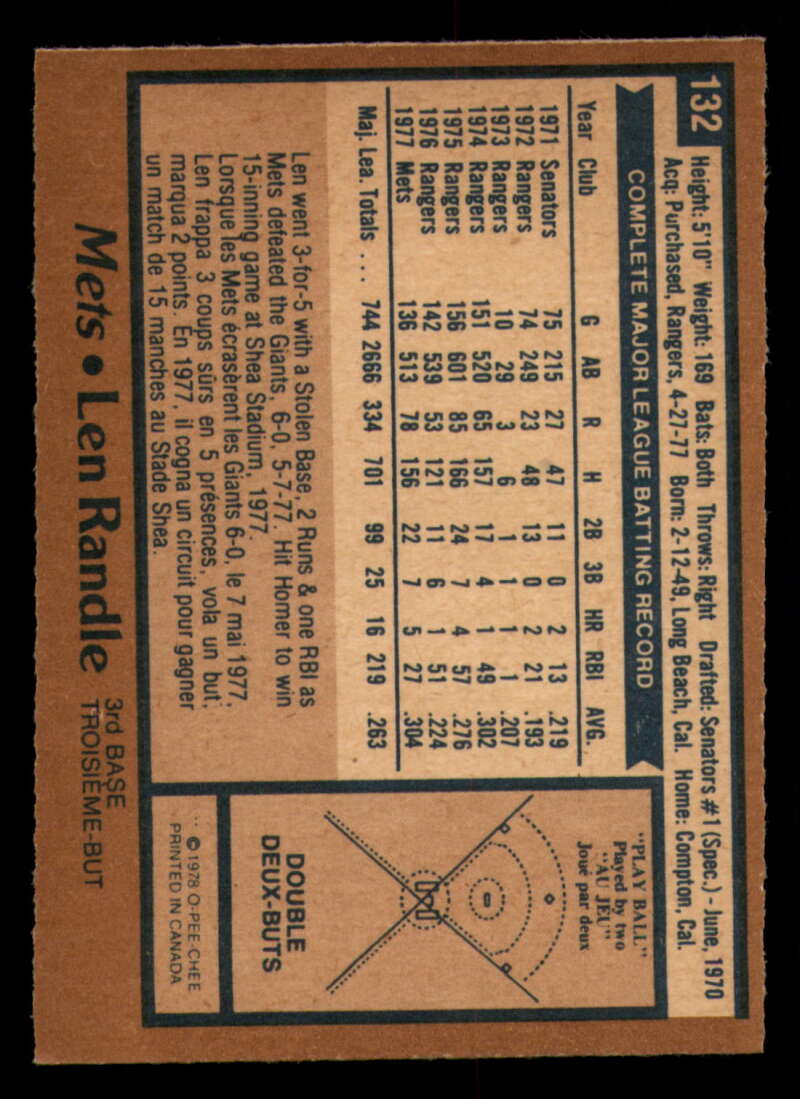 132
Height: 5'10" Weight: 169 Bats: Both Throws: Right Drafted: Senators #1 (Spec.) - June, 1970
Acq: Purchased, Rangers, 4-27-77 Born: 2-12-49, Long Beach, Cal. Home: Compton, Cal.
COMPLETE MAJOR LEAGUE BATTING RECORD
Year Club G AB R H 2B 3B HR RBI AVG.
1971 Senators 75 215 27 47 11 0 2 13 .219
1972 Rangers 74 249 23 48 13 0 2 21 .193
1973 Rangers 10 29 3 6 1 1 1 1 .207
1974 Rangers 151 520 65 157 17 4 1 49 .302
1975 Rangers 156 601 85 166 24 7 4 57 .276
1976 Rangers 142 539 53 121 11 6 1 51 .224
1977 Mets 136 513 78 156 22 7 5 27 .304
Maj. Lea. Totals ... 744 2666 334 701 99 25 16 219 .263
Len went 3-for-5 with a Stolen Base, 2 Runs & one RBI as
Mets defeated the Giants, 6-0, 5-7-77. Hit Homer to win
15-inning game at Shea Stadium, 1977.
Lorsque les Mets écrasèrent les Giants 6-0, le 7 mai 1977,
Len frappa 3 coups sûrs en 5 présences, vola un but,
marqua 2 points. En 1977, il cogna un circuit pour gagner
un match de 15 manches au Stade Shea.
"PLAY BALL"
Played by two
"AU JEU"
Joué par deux
DOUBLE
DEUX-BUTS
... © 1978 O-PEE-CHEE
PRINTED IN CANADA
Mets • Len Randle
3rd BASE
TROISIÈME-BUT